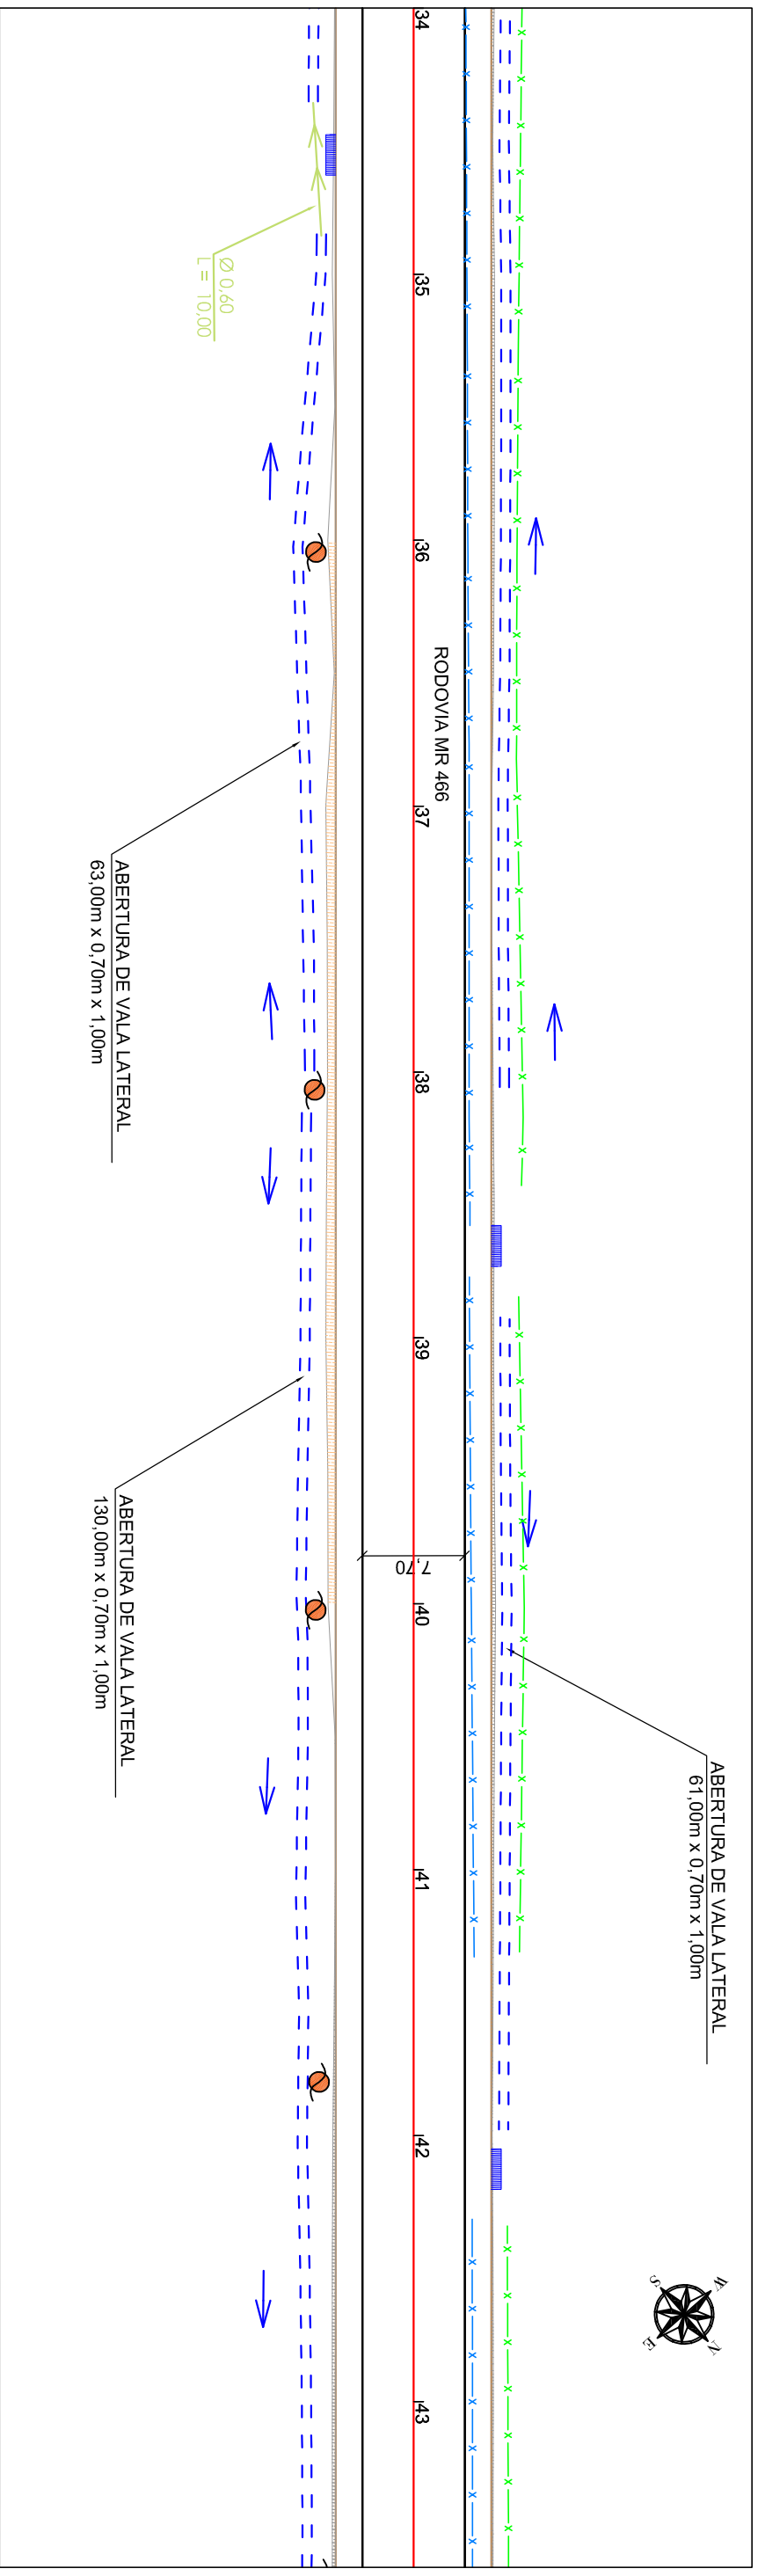 34
35
36
37
38
39
40
41
42
43
RODOVIA MR 466
7,70
Ø 0,60
L = 10,00
ABERTURA DE VALA LATERAL
63,00m x 0,70m x 1,00m
ABERTURA DE VALA LATERAL
130,00m x 0,70m x 1,00m
ABERTURA DE VALA LATERAL
61,00m x 0,70m x 1,00m
W
N
S
E